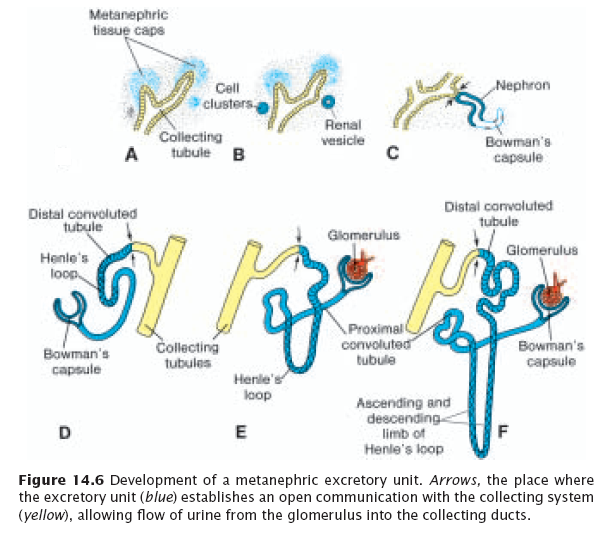 Metanephric
tissue caps
Cell
clusters
Collecting
tubule
Renal
vesicle
Nephron
Bowman's
capsule
A
B
C
Distal convoluted
tubule
Henle's
loop
Bowman's
capsule
Collecting
tubules
Glomerulus
Henle's
loop
Proximal
convoluted
tubule
Distal convoluted
tubule
Glomerulus
Bowman's
capsule
Ascending and
descending
limb of
Henle's loop
D
E
F
Figure 14.6 Development of a metanephric excretory unit. Arrows, the place where
the excretory unit (blue) establishes an open communication with the collecting system
(yellow), allowing flow of urine from the glomerulus into the collecting ducts.